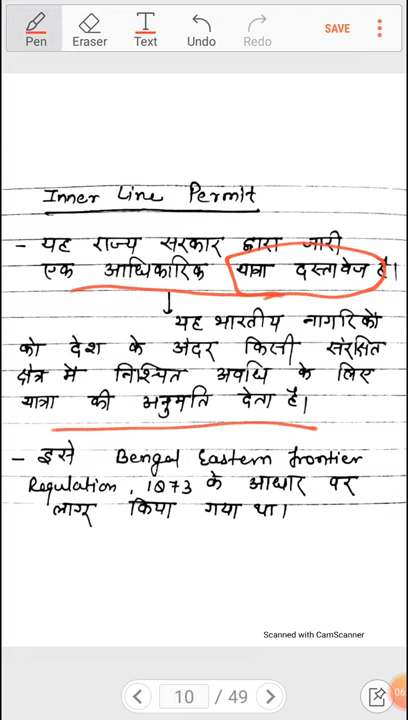 Pen
Eraser
Text
Undo
Redo
SAVE
Inner Line Permit
- यह राज्य सरकार द्वारा जारी
एक आधिकारिक यात्रा दस्तावेज है।
यह भारतीय नागरिकों
को देश के अंदर किसी संरक्षित
क्षेत्र में निश्चित अवधि के लिए
यात्रा की अनुमति देता है।
- इसे Bengal Eastern frontier
Regulation, 1873 के आधार पर
लागू किया गया था।
Scanned with CamScanner
10 / 49
06